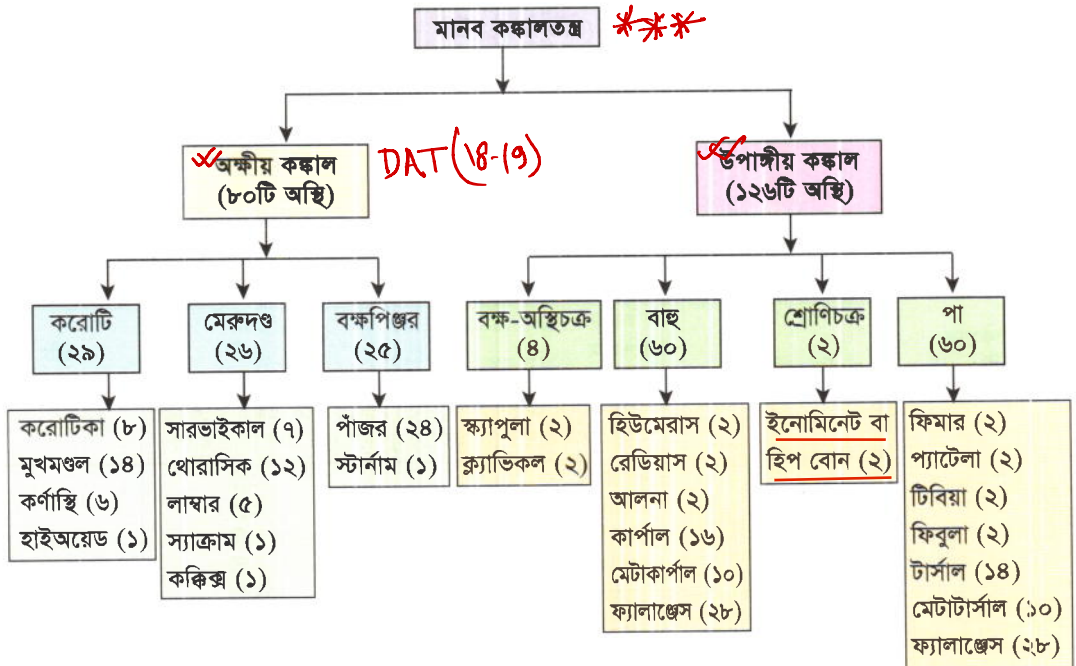 মানব কঙ্কালতন্ত্র ***
অক্ষীয় কঙ্কাল
(৮০টি অস্থি)
DAT (18-19)
উপাঙ্গীয় কঙ্কাল
(১২৬টি অস্থি)
করোটি
(২৯)
মেরুদণ্ড
(২৬)
বক্ষপিঞ্জর
(২৫)
বক্ষ-অস্থিচক্র
(৪)
বাহু
(৬০)
শ্রোণিচক্র
(২)
পা
(৬০)
করোটিকা (৮)
মুখমণ্ডল (১৪)
কর্ণাস্থি (৬)
হাইঅয়েড (১)
সারভাইকাল (৭)
থোরাসিক (১২)
লাম্বার (৫)
স্যাক্রাম (১)
কক্কিক্স (১)
পাঁজর (২৪)
স্টার্নাম (১)
স্ক্যাপুলা (২)
ক্ল্যাভিকল (২)
হিউমেরাস (২)
রেডিয়াস (২)
আলনা (২)
কার্পাল (১৬)
মেটাকার্পাল (১০)
ফ্যালাঞ্জেস (২৮)
ইনোমিনেট বা
হিপ বোন (২)
ফিমার (২)
প্যাটেলা (২)
টিবিয়া (২)
ফিবুলা (২)
টার্সাল (১৪)
মেটাটার্সাল (১০)
ফ্যালাঞ্জেস (২৮)